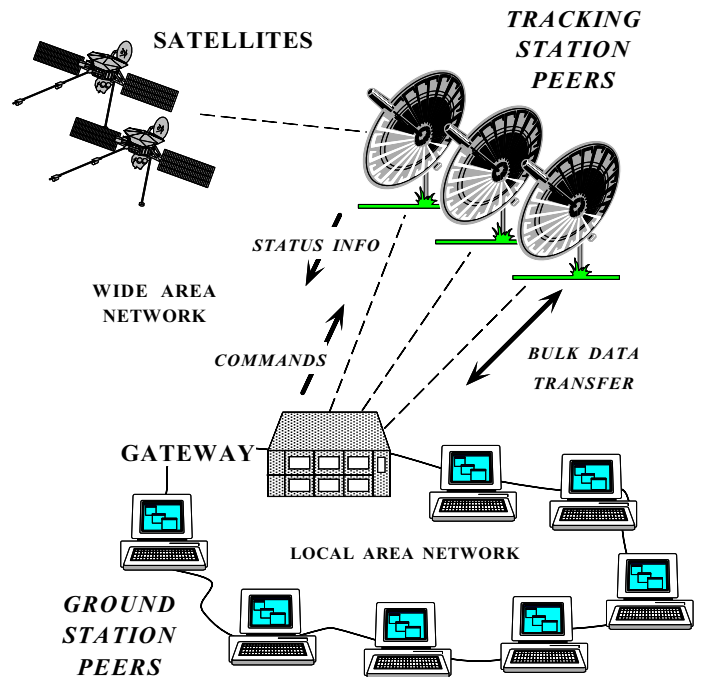 SATELLITES
TRACKING
STATION
PEERS
STATUS INFO
WIDE AREA
NETWORK
COMMANDS
BULK DATA
TRANSFER
GATEWAY
LOCAL AREA NETWORK
GROUND
STATION
PEERS